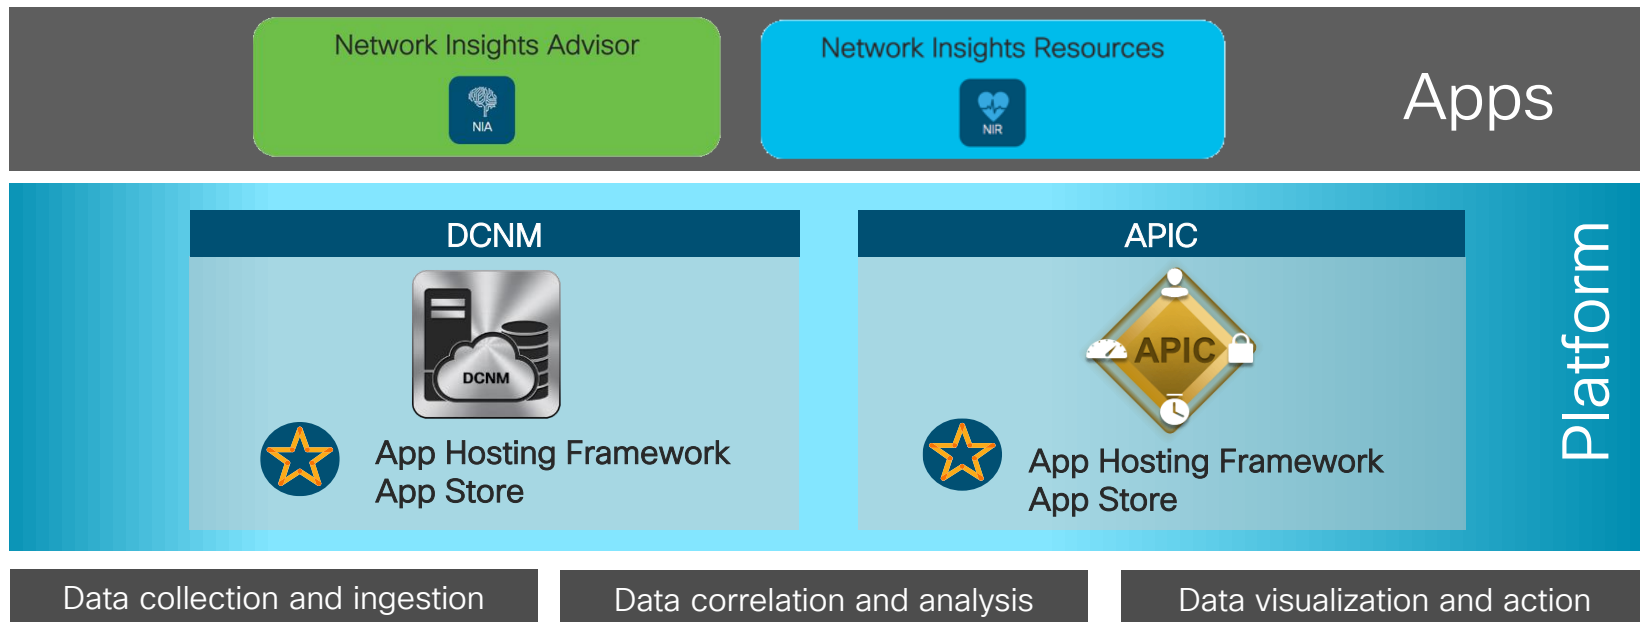 Network Insights Advisor
NIA
Network Insights Resources
NIR
Apps
DCNM
DCNM
App Hosting Framework
App Store
APIC
APIC
App Hosting Framework
App Store
Platform
Data collection and ingestion
Data correlation and analysis
Data visualization and action